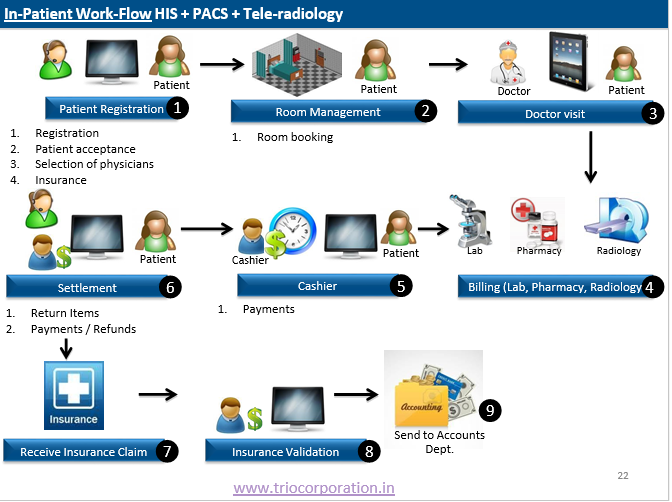 In-Patient Work-Flow HIS + PACS + Tele-radiology
Patient
Patient Registration 1
1. Registration
2. Patient acceptance
3. Selection of physicians
4. Insurance
Patient
Room Management 2
1. Room booking
Doctor
Patient
Doctor visit 3
Lab
Pharmacy
Radiology
Billing (Lab, Pharmacy, Radiology 4
Cashier
Patient
Cashier 5
1. Payments
Patient
Settlement 6
1. Return Items
2. Payments / Refunds
Insurance
Receive Insurance Claim 7
Insurance Validation 8
Accounting
9
Send to Accounts
Dept.
22
www.triocorporation.in